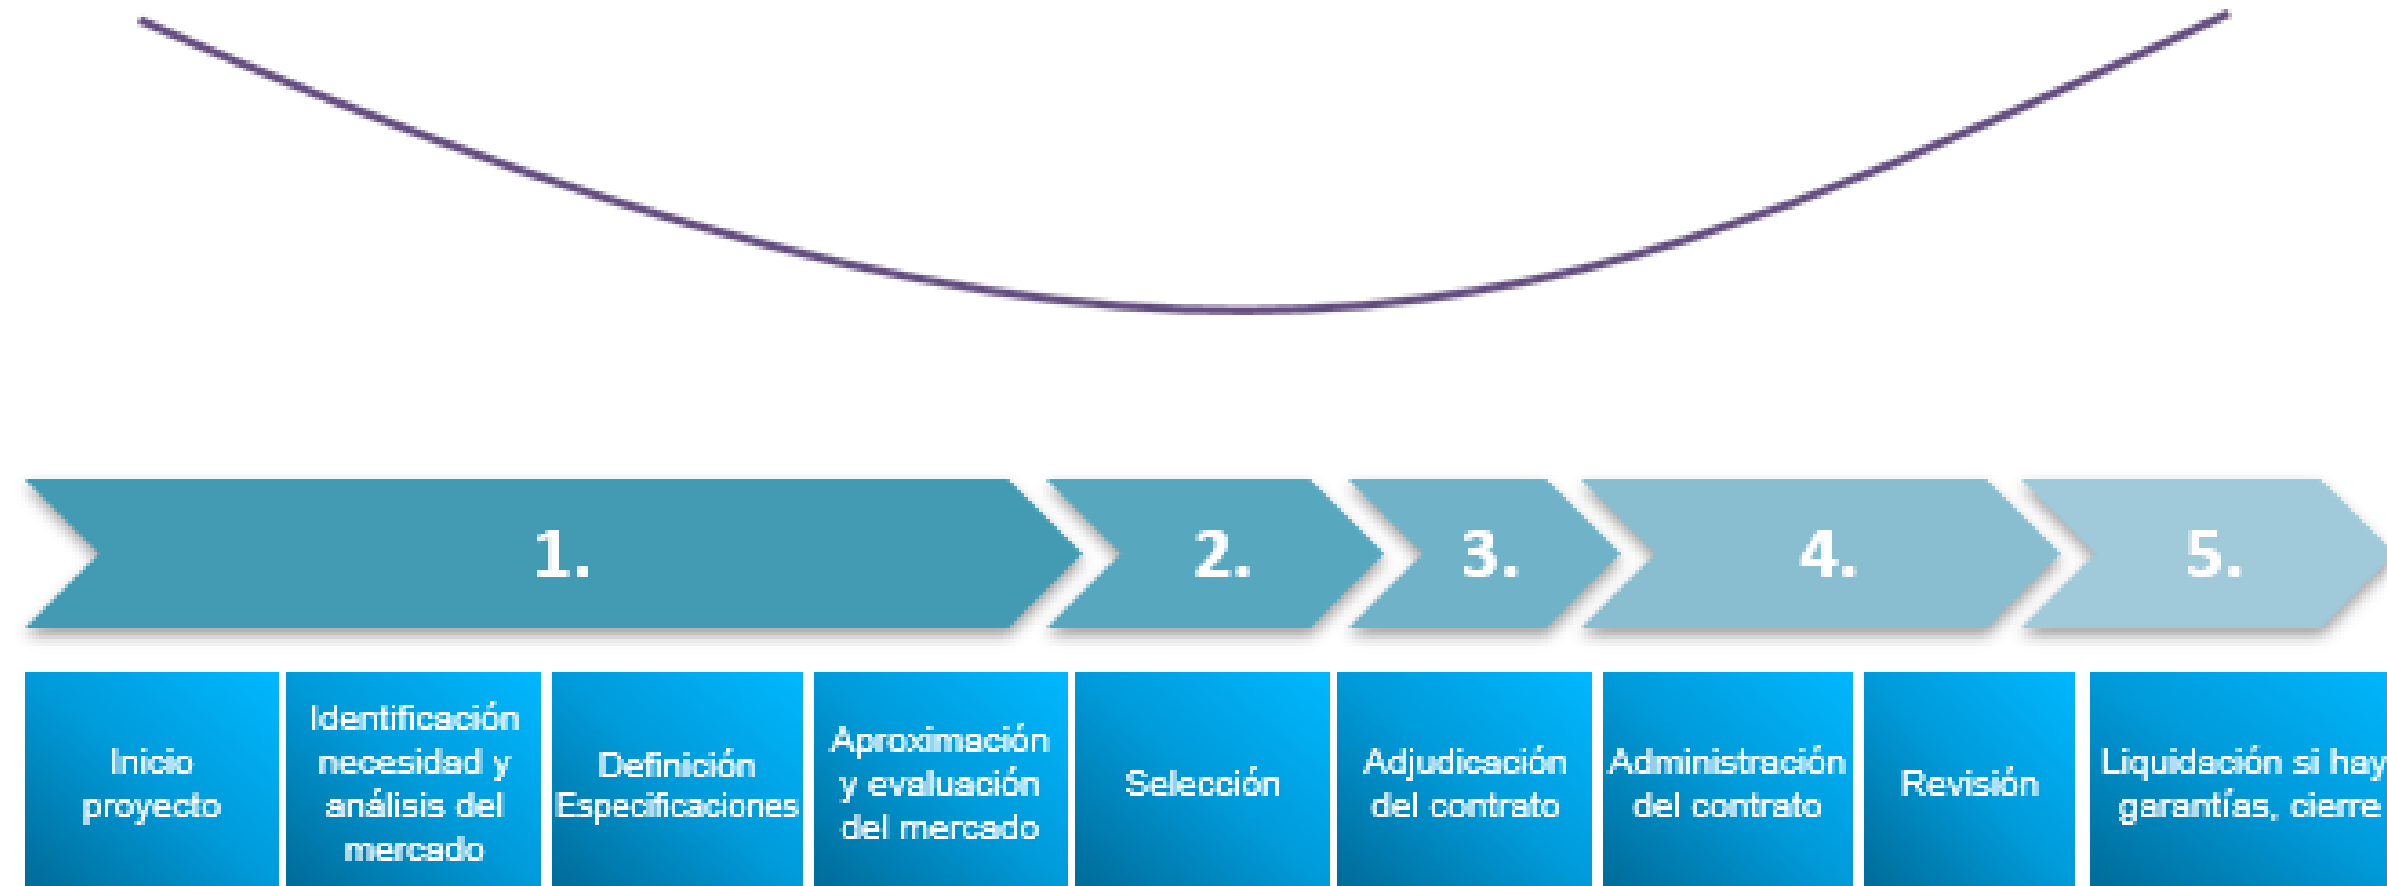 1.
2.
3.
4.
5.
Inicio
proyecto
Identificación
necesidad y
análisis del
mercado
Definición
Especificaciones
Aproximación
y evaluación
del mercado
Selección
Adjudicación
del contrato
Administración
del contrato
Revisión
Liquidación si hay
garantías, cierre